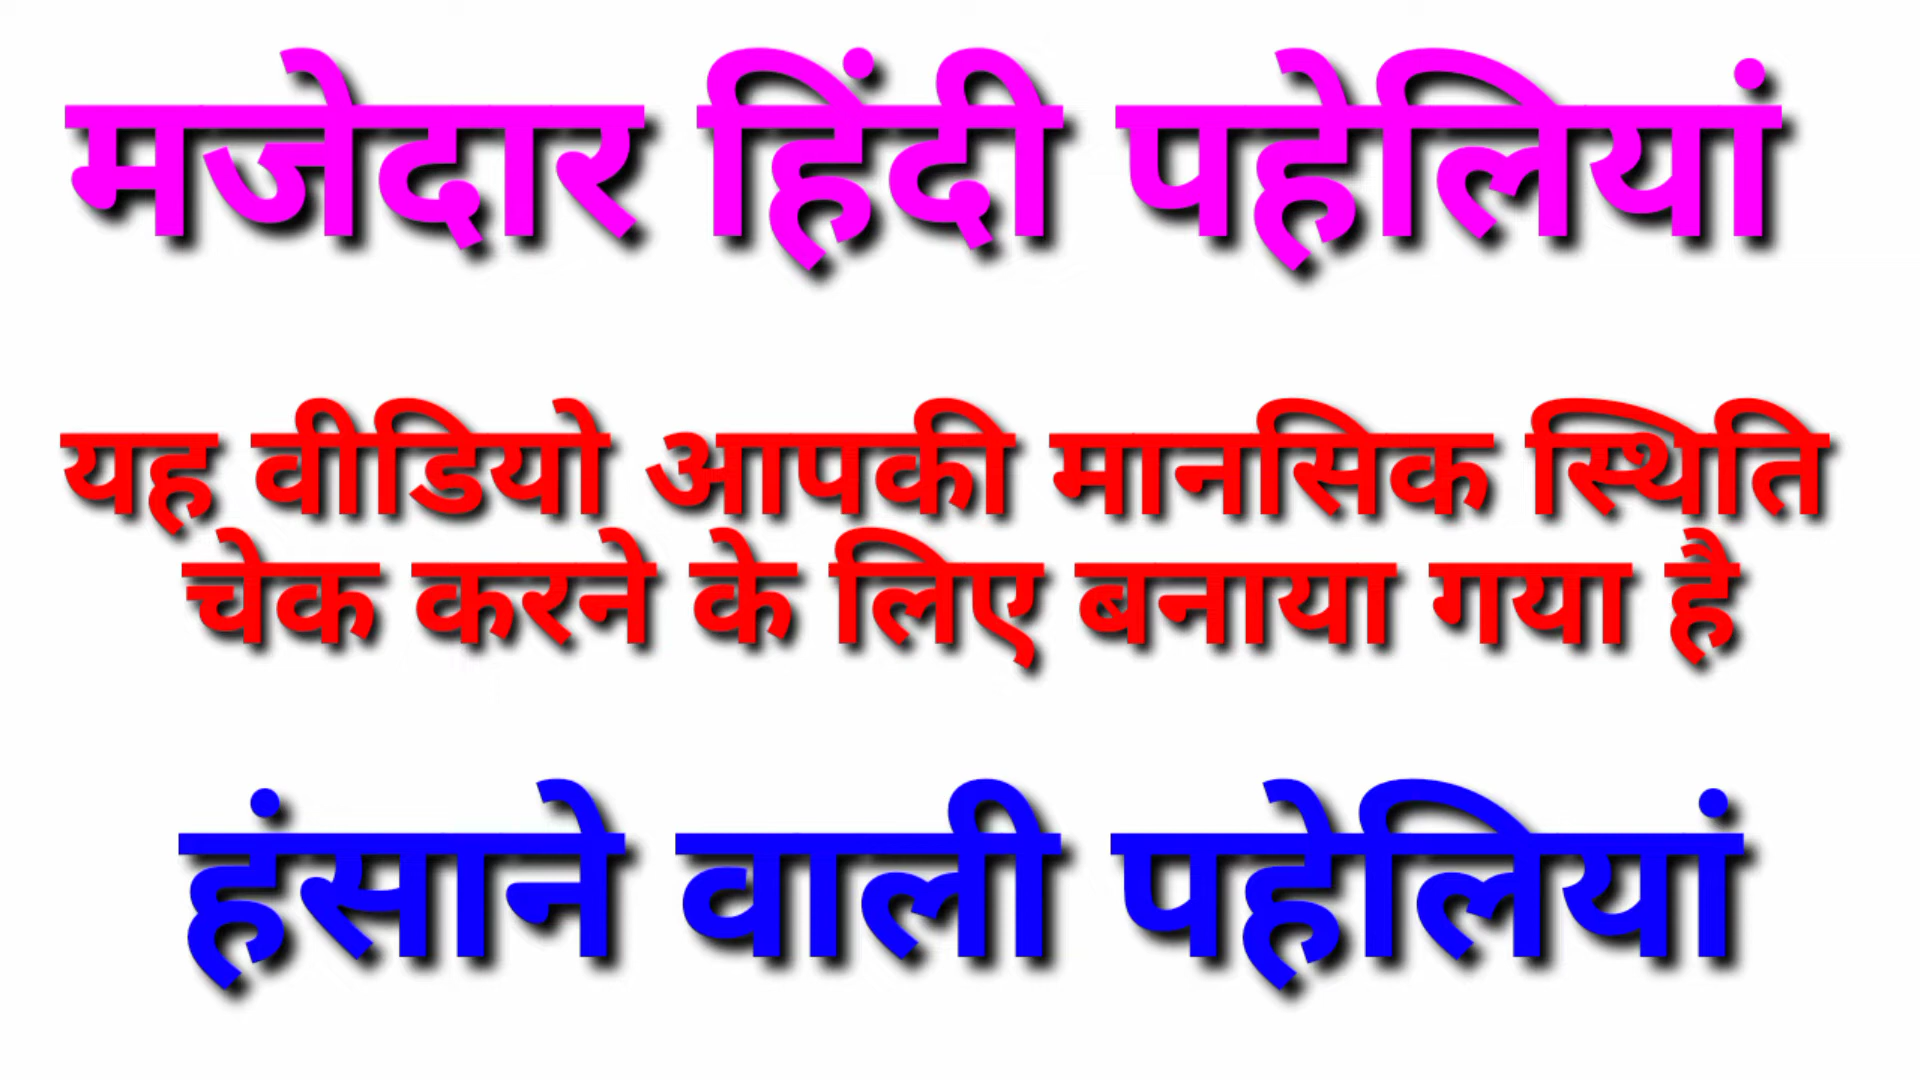 मजेदार हिंदी पहेलियां
यह वीडियो आपकी मानसिक स्थिति
चेक करने के लिए बनाया गया है
हंसाने वाली पहेलियां